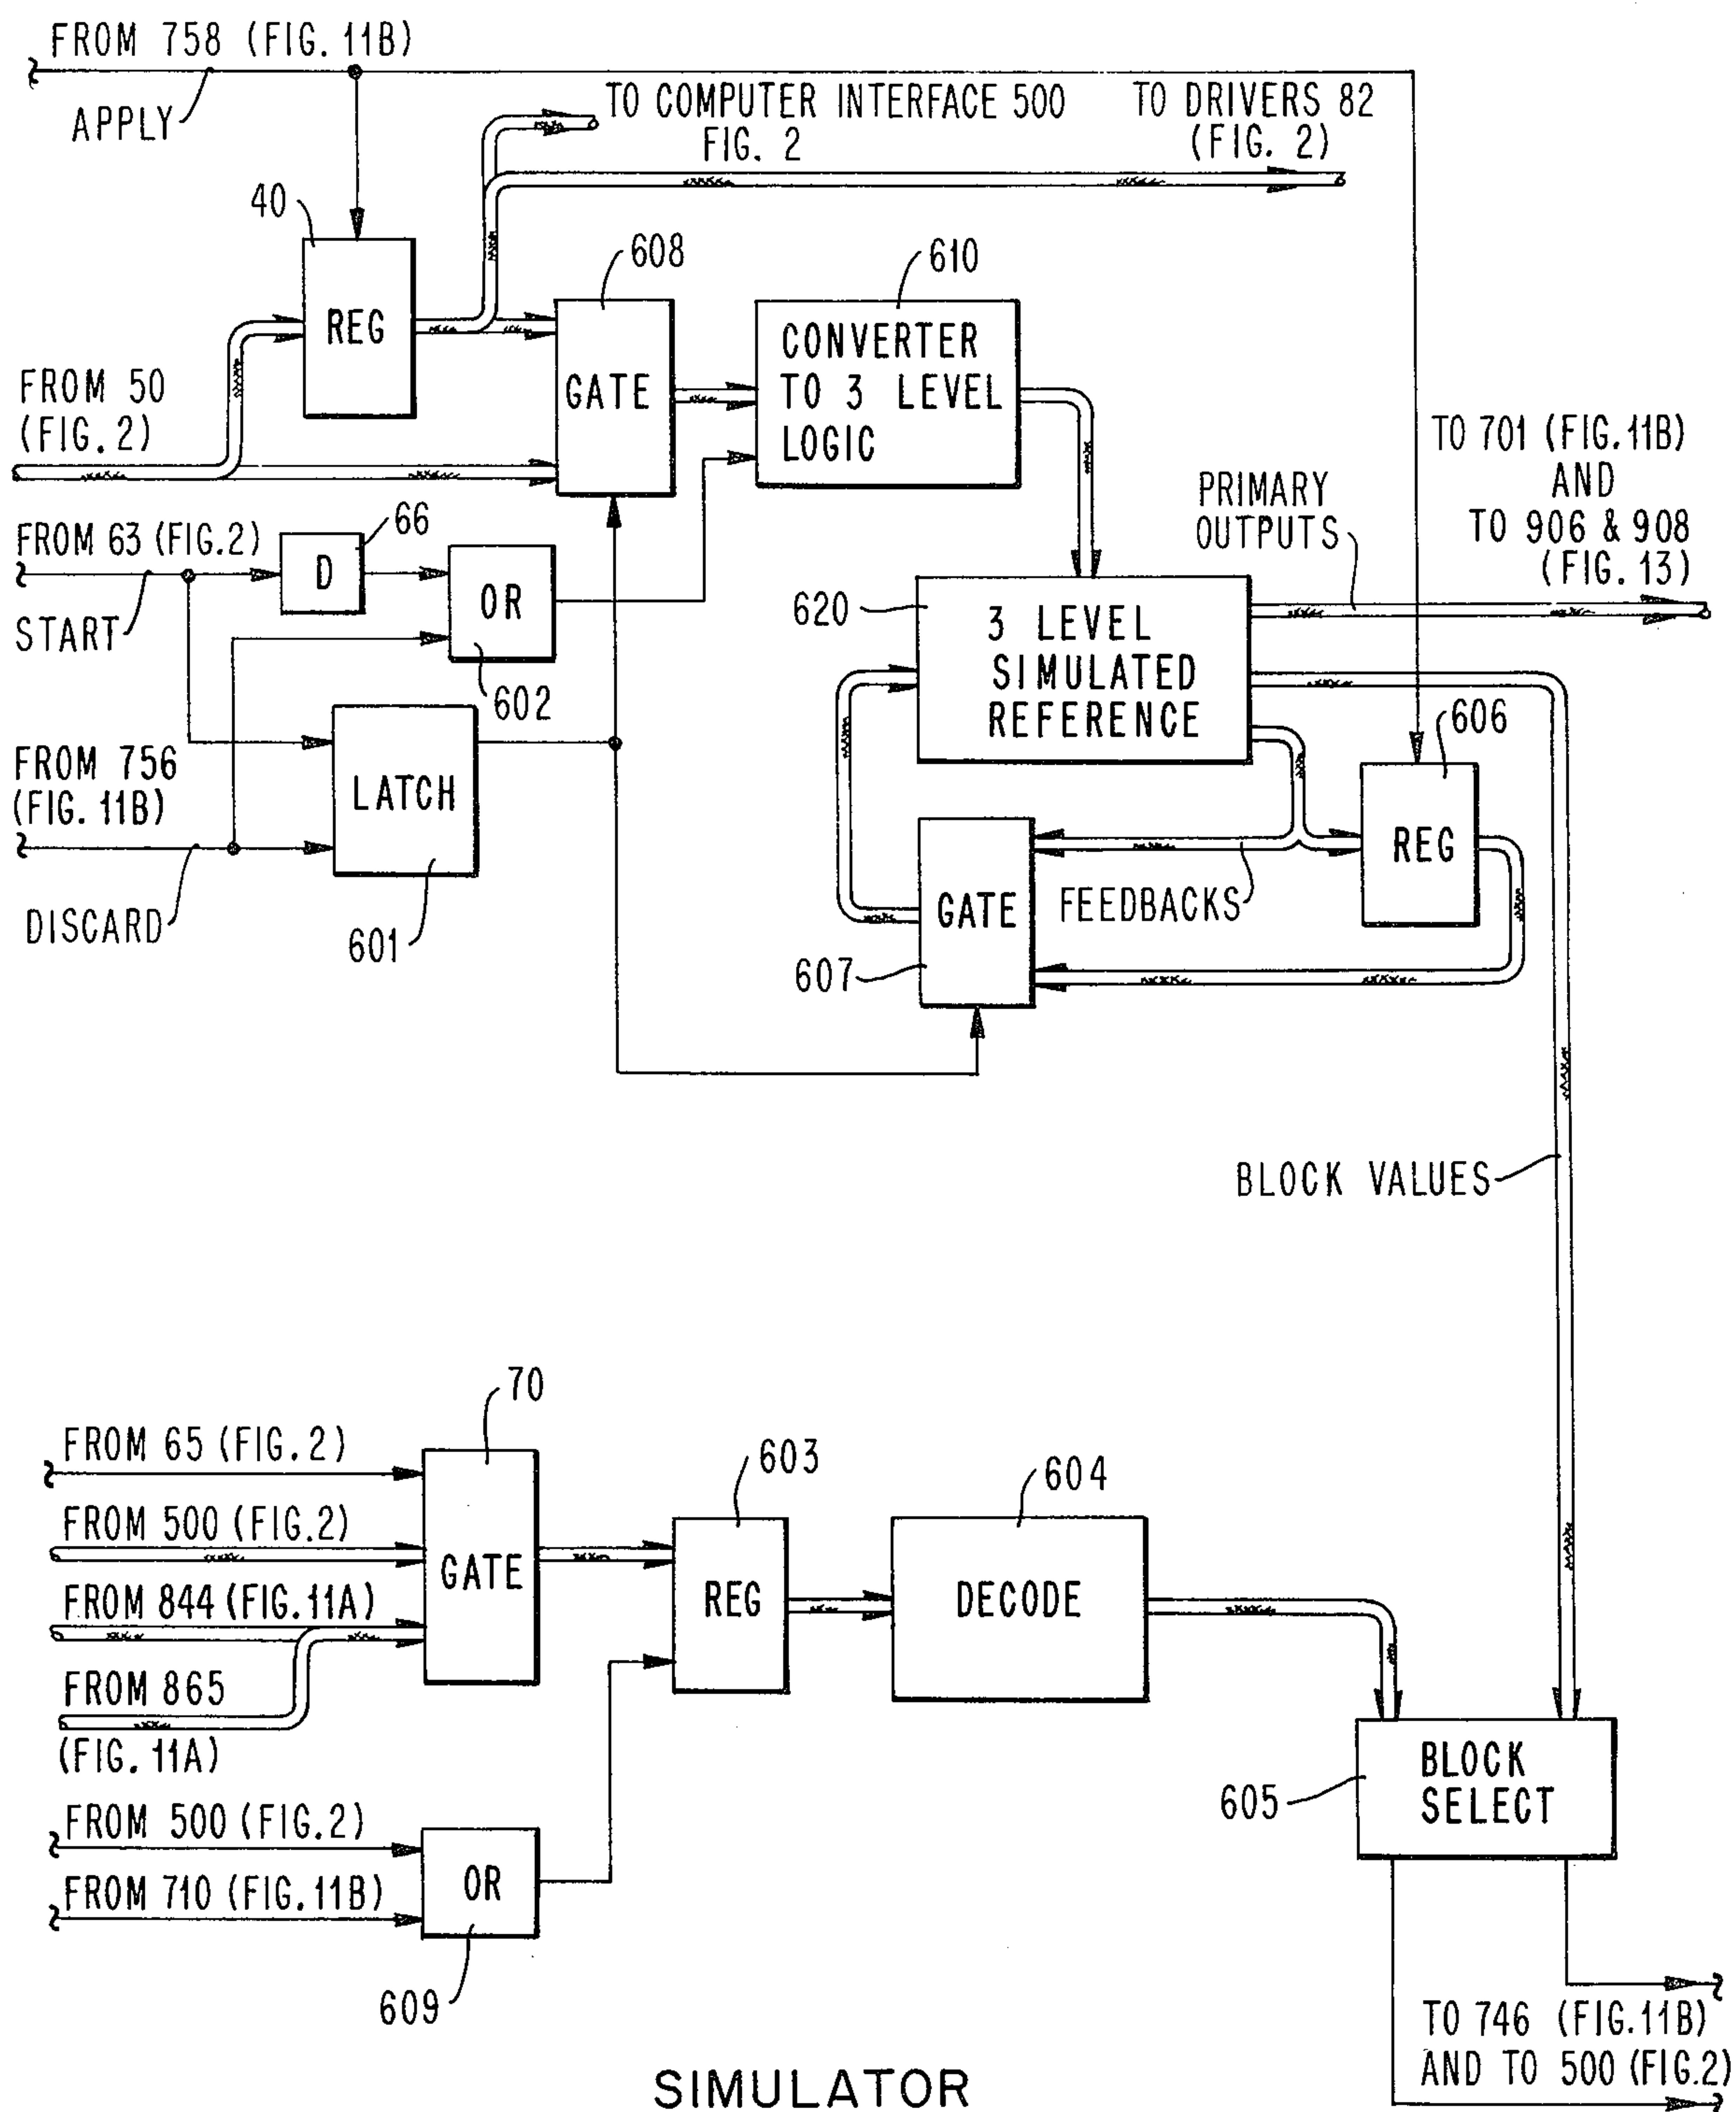 FROM 758 (FIG. 11B)
APPLY
TO COMPUTER INTERFACE 500
FIG. 2
TO DRIVERS 82
(FIG. 2)
40
REG
608
GATE
610
CONVERTER
TO 3 LEVEL
LOGIC
FROM 50
(FIG. 2)
FROM 63 (FIG.2)
66
D
START
OR
602
TO 701 (FIG.11B)
AND
TO 906 & 908
(FIG. 13)
PRIMARY
OUTPUTS
620
3 LEVEL
SIMULATED
REFERENCE
FROM 756
(FIG. 11B)
LATCH
601
DISCARD
606
REG
GATE
607
FEEDBACKS
BLOCK VALUES
70
FROM 65 (FIG.2)
FROM 500 (FIG.2)
FROM 844 (FIG.11A)
FROM 865
(FIG. 11A)
GATE
603
REG
604
DECODE
FROM 500 (FIG.2)
FROM 710 (FIG.11B)
OR
609
605
BLOCK
SELECT
TO 746 (FIG.11B)
AND TO 500 (FIG.2)
SIMULATOR